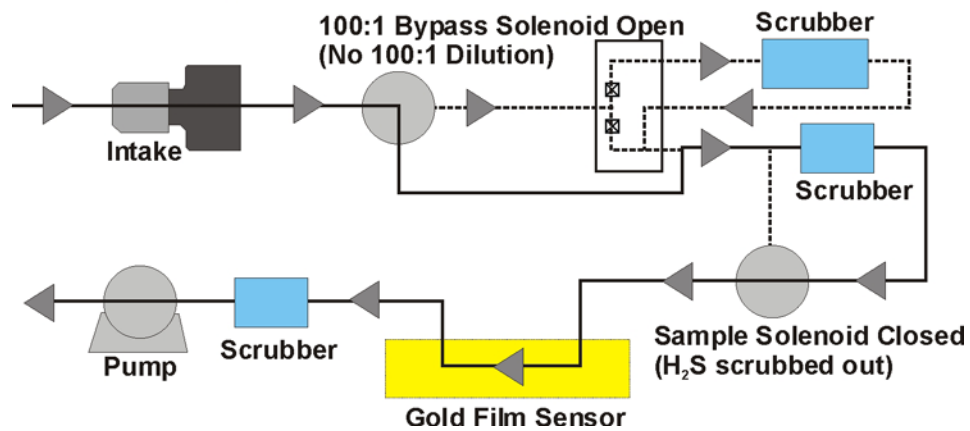 100:1 Bypass Solenoid Open
(No 100:1 Dilution)
Scrubber
Intake
Scrubber
Sample Solenoid Closed
(H₂S scrubbed out)
Pump
Scrubber
Gold Film Sensor